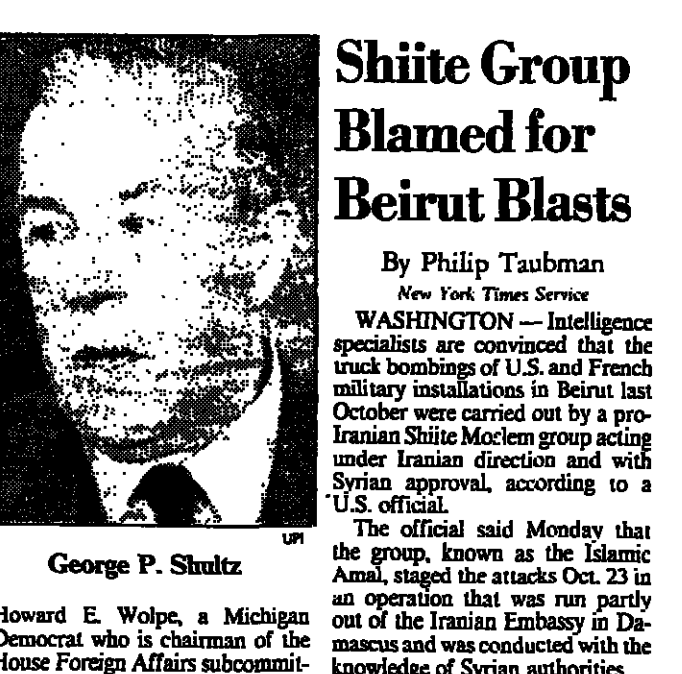 UPI
George P. Shultz
Howard E. Wolpe, a Michigan
Democrat who is chairman of the
House Foreign Affairs subcommit-
Shiite Group
Blamed for
Beirut Blasts
By Philip Taubman
New York Times Service
WASHINGTON — Intelligence
specialists are convinced that the
truck bombings of U.S. and French
military installations in Beirut last
October were carried out by a pro-
Iranian Shiite Moslem group acting
under Iranian direction and with
Syrian approval, according to a
U.S. official.
The official said Monday that
the group, known as the Islamic
Amal, staged the attacks Oct. 23 in
an operation that was run partly
out of the Iranian Embassy in Da-
mascus and was conducted with the
knowledge of Syrian authorities